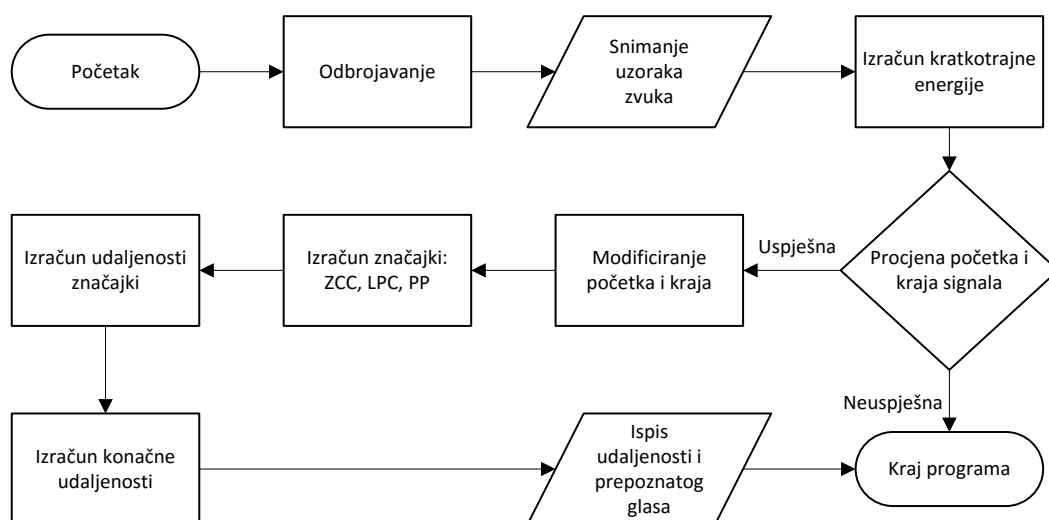 Početak
Odbrojavanje
Snimanje
uzoraka
zvuka
Izračun kratkotrajne
energije
Procjena početka i
kraja signala
Uspješna
Modificiranje
početka i kraja
Izračun značajki:
ZCC, LPC, PP
Izračun udaljenosti
značajki
Izračun konačne
udaljenosti
Ispis
udaljenosti i
prepoznatog
glasa
Neuspješna
Kraj programa